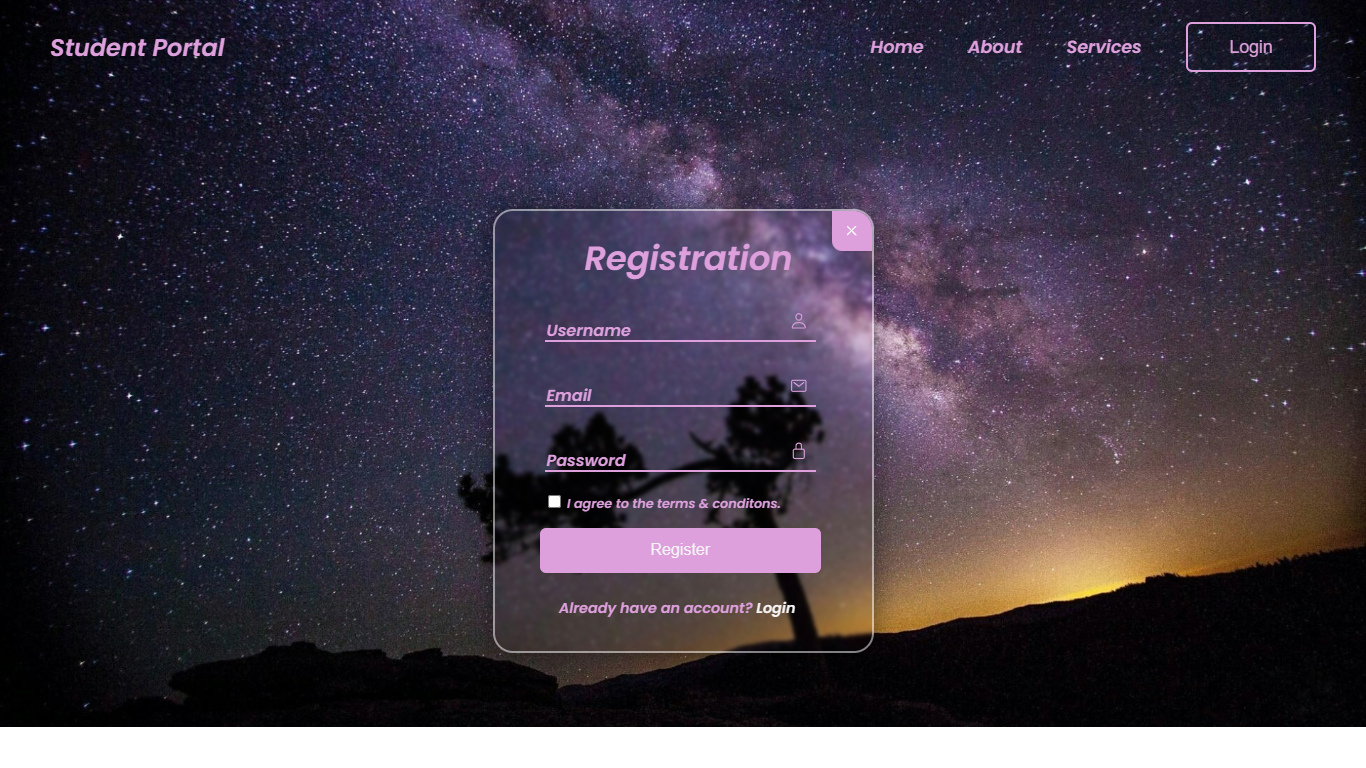 Student Portal
Home About Services Login
Registration
Username
Email
Password
I agree to the terms & conditons.
Register
Already have an account? Login